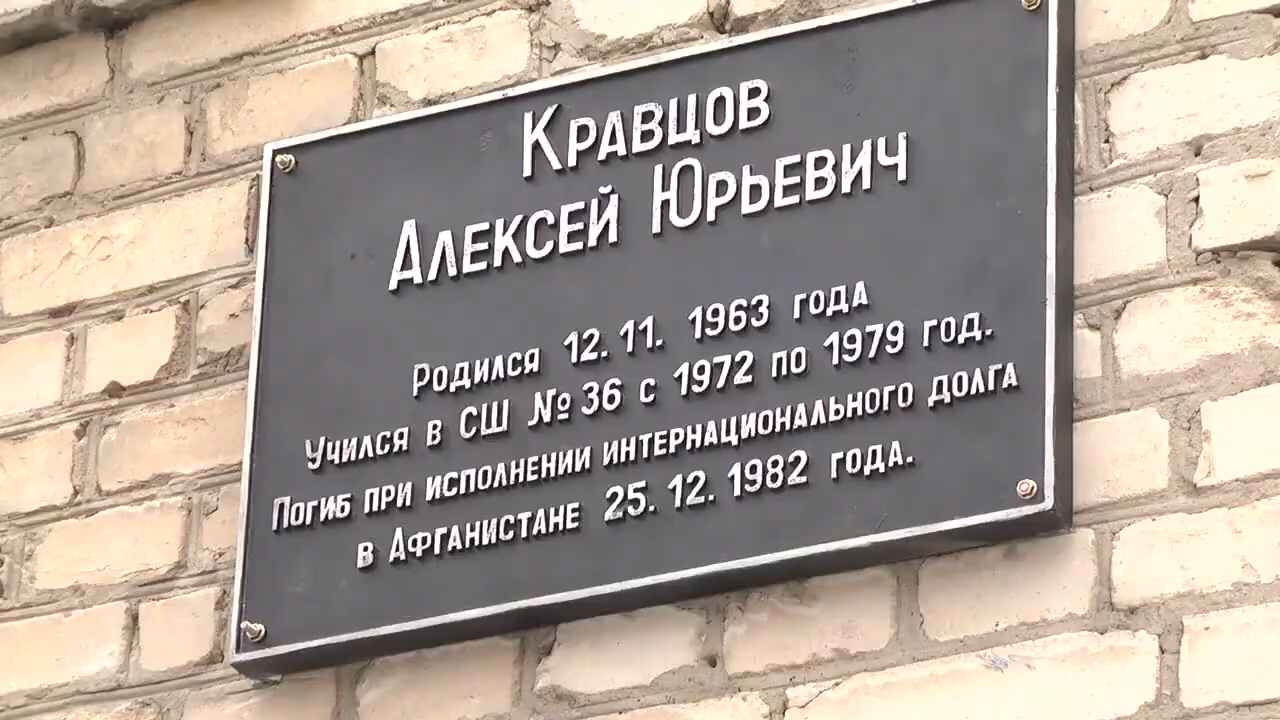 Кравцов
Алексей Юрьевич
Родился 12.11. 1963 года
Учился в СШ № 36 с 1972 по 1979 год.
Погиб при исполнении интернационального долга
в Афганистане 25.12.1982 года.